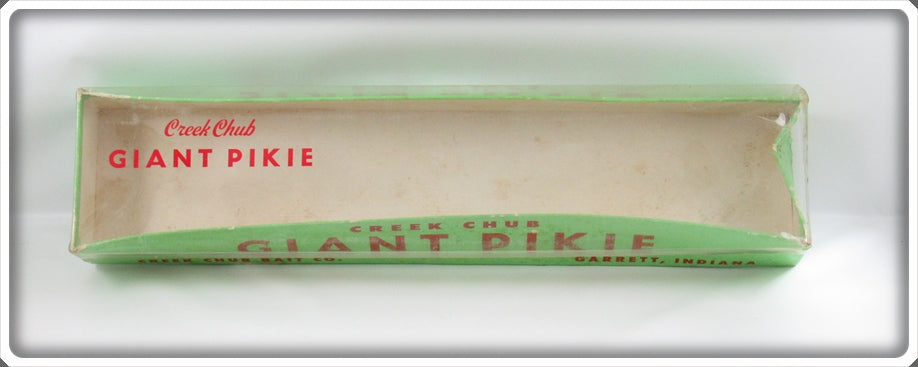 Creek Chub
GIANT PIKIE
CREEK CHUB
GIANT PIKIE
CREEK CHUB BAIT CO. GARRETT, INDIANA